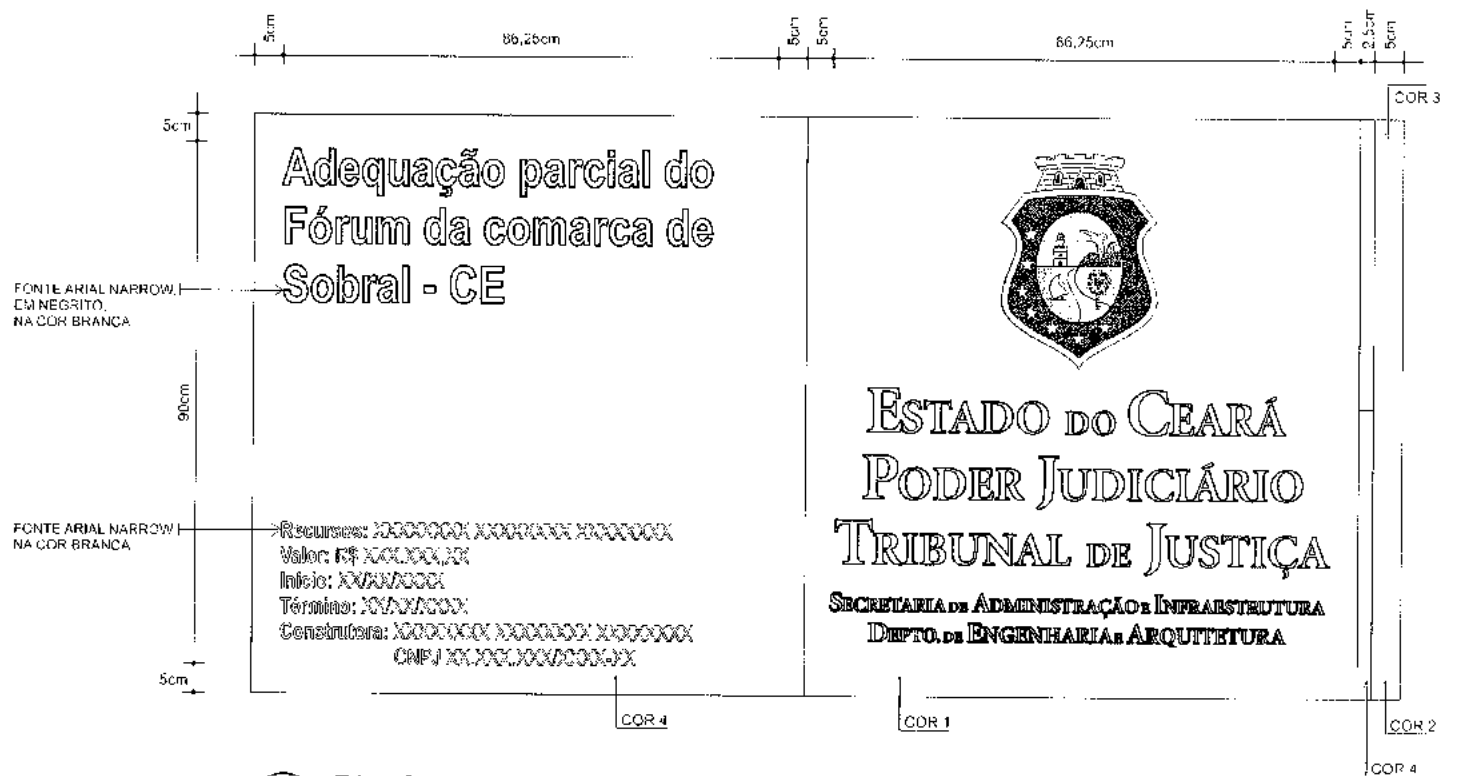 5cm
86,25cm
5cm
5cm
86,25cm
5cm
2,5cm
5cm
COR 3
5cm
Adequação parcial do
Fórum da comarca de
Sobral - CE
FONTE ARIAL NARROW,
EM NEGRITO,
NA COR BRANCA
90cm
ESTADO DO CEARÁ
PODER JUDICIÁRIO
TRIBUNAL DE JUSTIÇA
SECRETARIA DE ADMINISTRAÇÃO E INFRAESTRUTURA
DEPTO. DE ENGENHARIA E ARQUITETURA
FONTE ARIAL NARROW
NA COR BRANCA
Recursos: XXXXXXXX XXXXXXXX XXXXXXXX
Valor: R$ XXX.XXX,XX
Início: XX/XX/XXXX
Término: XX/XX/XXXX
Construtora: XXXXXXXX XXXXXXXX XXXXXXXX
CNPJ XX.XXX.XXX/XXXX-XX
5cm
COR 4
COR 1
COR 2
COR 4